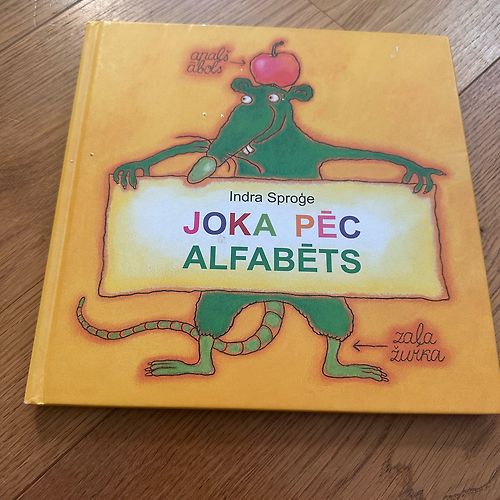 apaļš
ābols
Indra Sproģe
JOKA PĒC
ALFABĒTS
zaļa
žurka